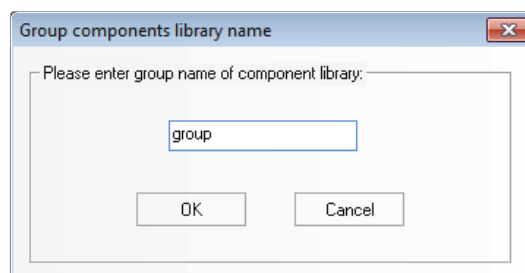 Group components library name
Please enter group name of component library:
group
OK
Cancel